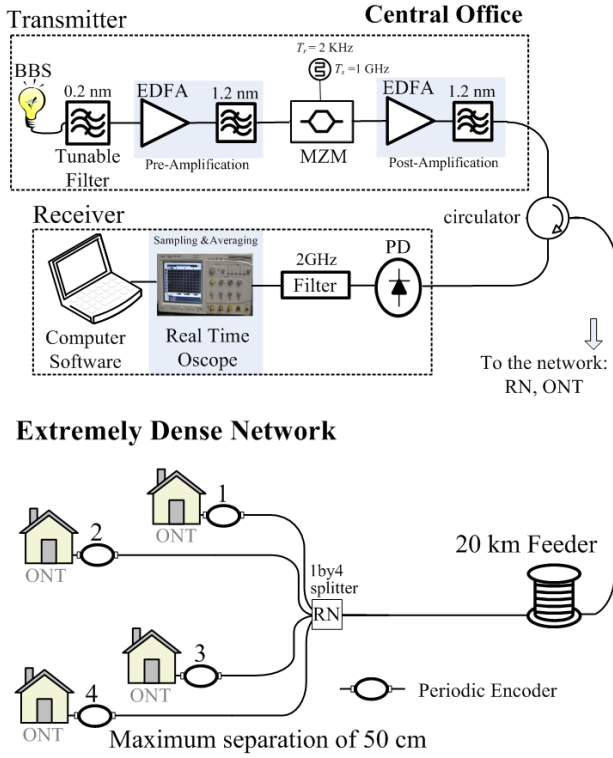 Transmitter
Central Office
BBS
0.2 nm
Tunable
Filter
EDFA
1.2 nm
Pre-Amplification
Tr = 2 KHz
Tx =1 GHz
MZM
EDFA
1.2 nm
Post-Amplification
circulator
Receiver
Computer
Software
Sampling &Averaging
Real Time
Oscope
2GHz
Filter
PD
To the network:
RN, ONT
Extremely Dense Network
1
ONT
2
ONT
3
ONT
4
ONT
1by4
splitter
RN
20 km Feeder
Periodic Encoder
Maximum separation of 50 cm